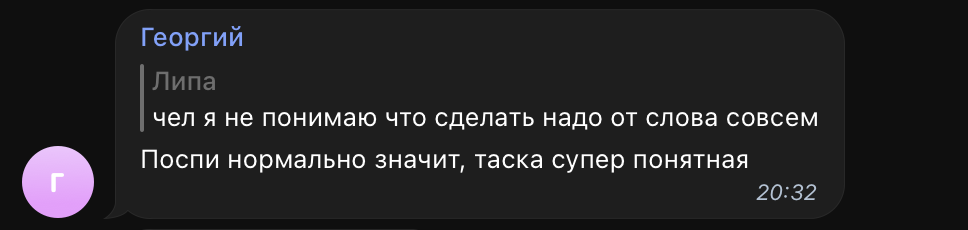 Георгий
Липа
чел я не понимаю что сделать надо от слова совсем
Поспи нормально значит, таска супер понятная
20:32
Г